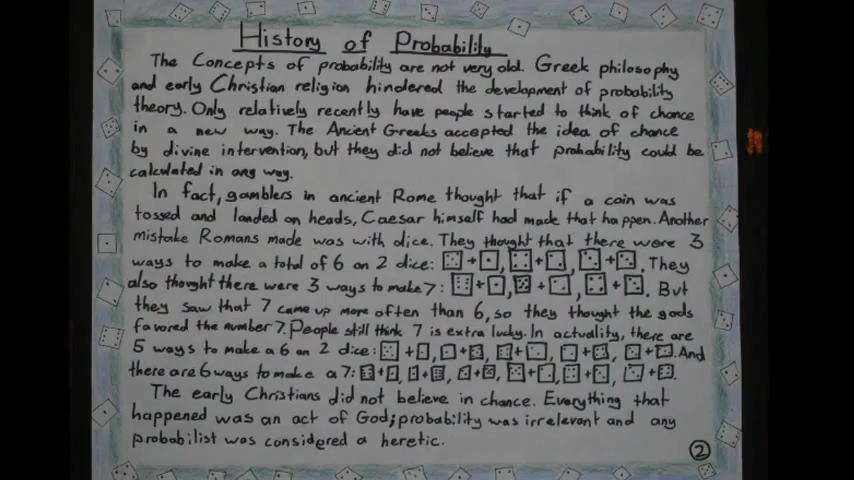 History of Probability
The Concepts of probability are not very old. Greek philosophy
and early Christian religion hindered the development of probability
theory. Only relatively recently have people started to think of chance
in a new way. The Ancient Greeks accepted the idea of chance
by divine intervention, but they did not believe that probability could be
calculated in any way.
In fact, gamblers in ancient Rome thought that if a coin was
tossed and landed on heads, Caesar himself had made that happen. Another
mistake Romans made was with dice. They thought that there were 3
ways to make a total of 6 on 2 dice: + , + , + . They
also thought there were 3 ways to make 7: + , + , + . But
they saw that 7 came up more often than 6, so they thought the gods
favored the number 7. People still think 7 is extra lucky. In actuality, there are
5 ways to make a 6 on 2 dice: + , + , + , + , + . And
there are 6 ways to make a 7: + , + , + , + , + , + .
The early Christians did not believe in chance. Everything that
happened was an act of God; probability was irrelevant and any
probabilist was considered a heretic.
2